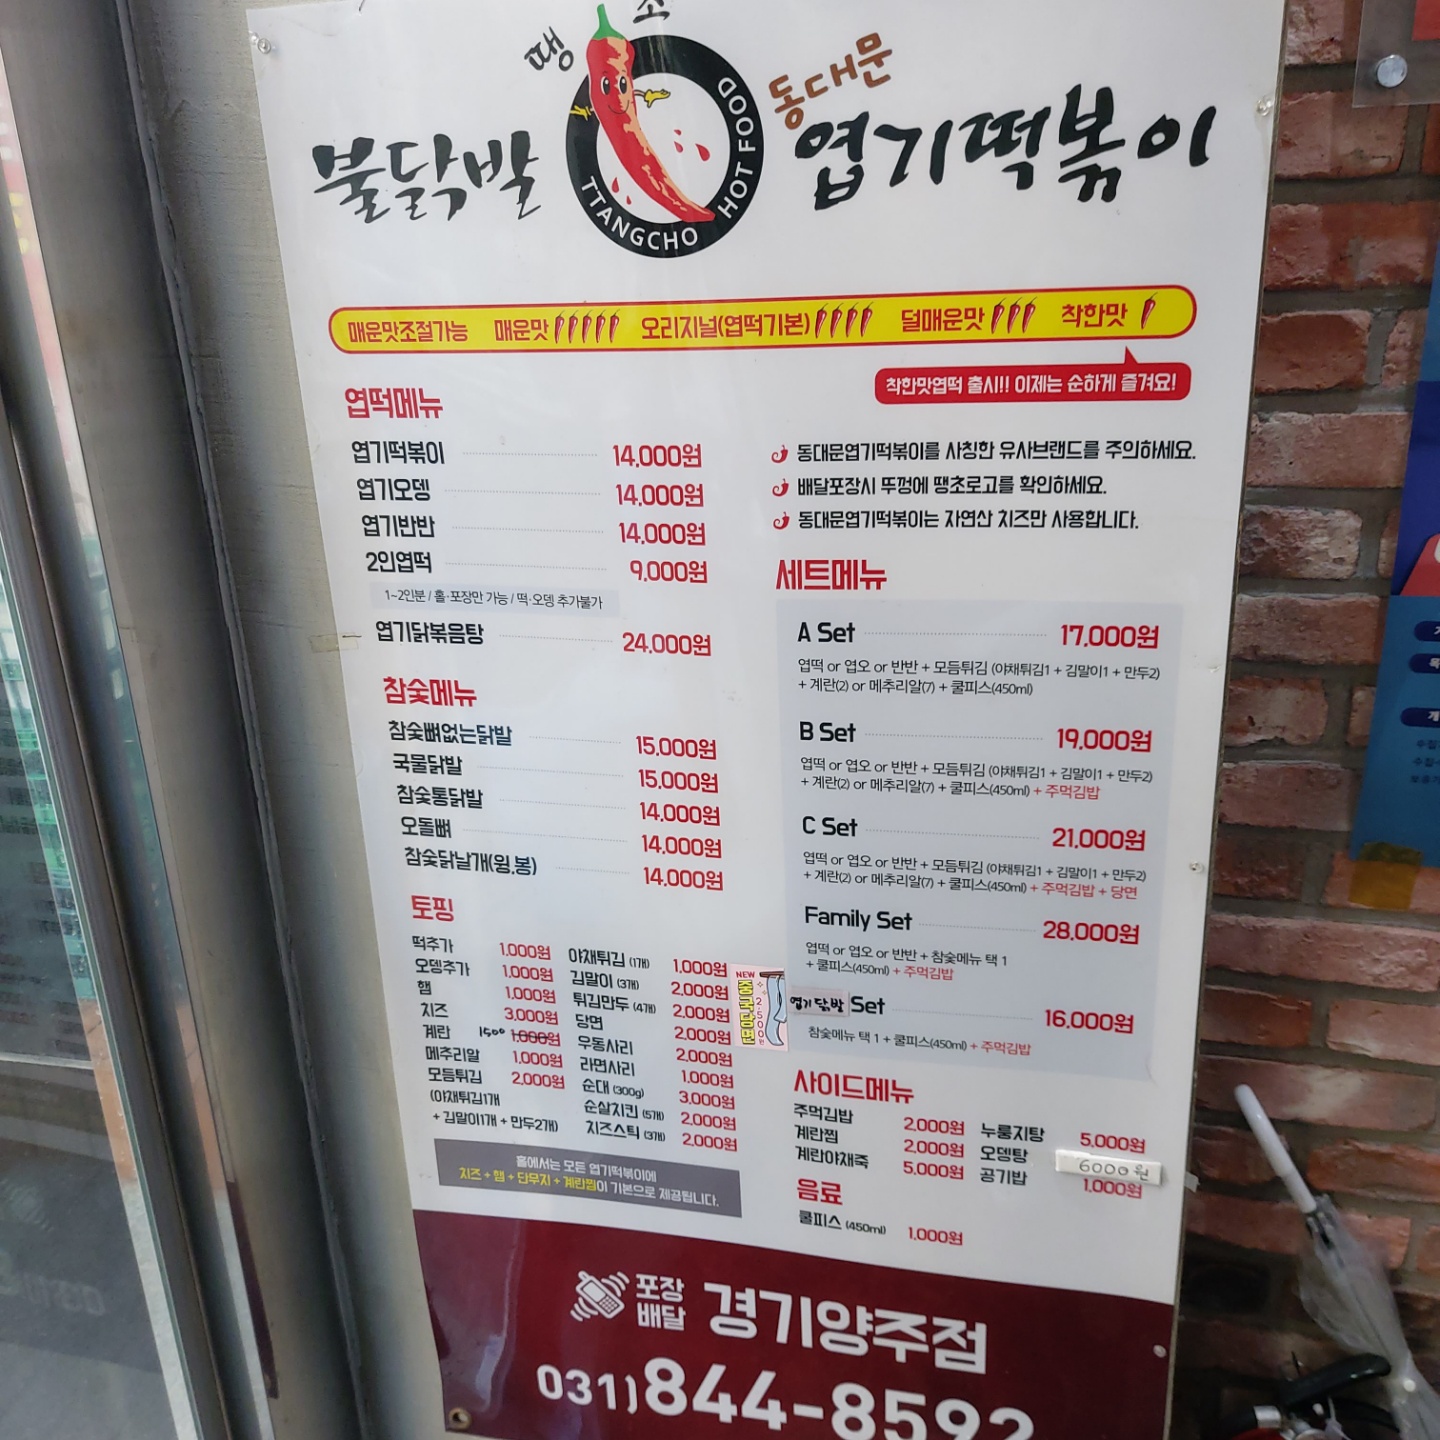 땡초
불닭발
TTANGCHO HOT FOOD
동대문
엽기떡볶이
매운맛조절가능 매운맛 오리지널(엽떡기본) 덜매운맛 착한맛
착한맛엽떡 출시!! 이제는 순하게 즐겨요!
엽떡메뉴
엽기떡볶이 14,000원
엽기오뎅 14,000원
엽기반반 14,000원
2인엽떡 9,000원
1~2인분 / 홀·포장만 가능 / 떡·오뎅 추가불가
엽기닭볶음탕 24,000원
참숯메뉴
참숯뼈없는닭발 15,000원
국물닭발 15,000원
참숯통닭발 14,000원
오돌뼈 14,000원
참숯닭날개(윙.봉) 14,000원
토핑
떡추가 1,000원
오뎅추가 1,000원
햄 1,000원
치즈 3,000원
계란 1500 1,000원
메추리알 1,000원
모듬튀김 2,000원
(야채튀김1개
+ 김말이1개 + 만두2개)
야채튀김 (1개) 1,000원
김말이 (3개) 2,000원
튀김만두 (4개) 2,000원
당면 2,000원
우동사리 2,000원
라면사리 1,000원
순대 (300g) 3,000원
순살치킨 (5개) 2,000원
치즈스틱 (3개) 2,000원
NEW
중국당면
2,500원
홀에서는 모든 엽기떡볶이에
치즈 + 햄 + 단무지 + 계란찜이 기본으로 제공됩니다.
동대문엽기떡볶이를 사칭한 유사브랜드를 주의하세요.
배달포장시 뚜껑에 땡초로고를 확인하세요.
동대문엽기떡볶이는 자연산 치즈만 사용합니다.
세트메뉴
A Set 17,000원
엽떡 or 엽오 or 반반 + 모듬튀김 (야채튀김1 + 김말이1 + 만두2)
+ 계란(2) or 메추리알(7) + 쿨피스(450ml)
B Set 19,000원
엽떡 or 엽오 or 반반 + 모듬튀김 (야채튀김1 + 김말이1 + 만두2)
+ 계란(2) or 메추리알(7) + 쿨피스(450ml) + 주먹김밥
C Set 21,000원
엽떡 or 엽오 or 반반 + 모듬튀김 (야채튀김1 + 김말이1 + 만두2)
+ 계란(2) or 메추리알(7) + 쿨피스(450ml) + 주먹김밥 + 당면
Family Set 28,000원
엽떡 or 엽오 or 반반 + 참숯메뉴 택 1
+ 쿨피스(450ml) + 주먹김밥
엽기닭발 Set 16,000원
참숯메뉴 택 1 + 쿨피스(450ml) + 주먹김밥
사이드메뉴
주먹김밥 2,000원 누룽지탕 5,000원
계란찜 2,000원 오뎅탕 6000원
계란야채죽 5,000원 공기밥 1,000원
음료
쿨피스 (450ml) 1,000원
포장
배달
경기양주점
031)844-8592